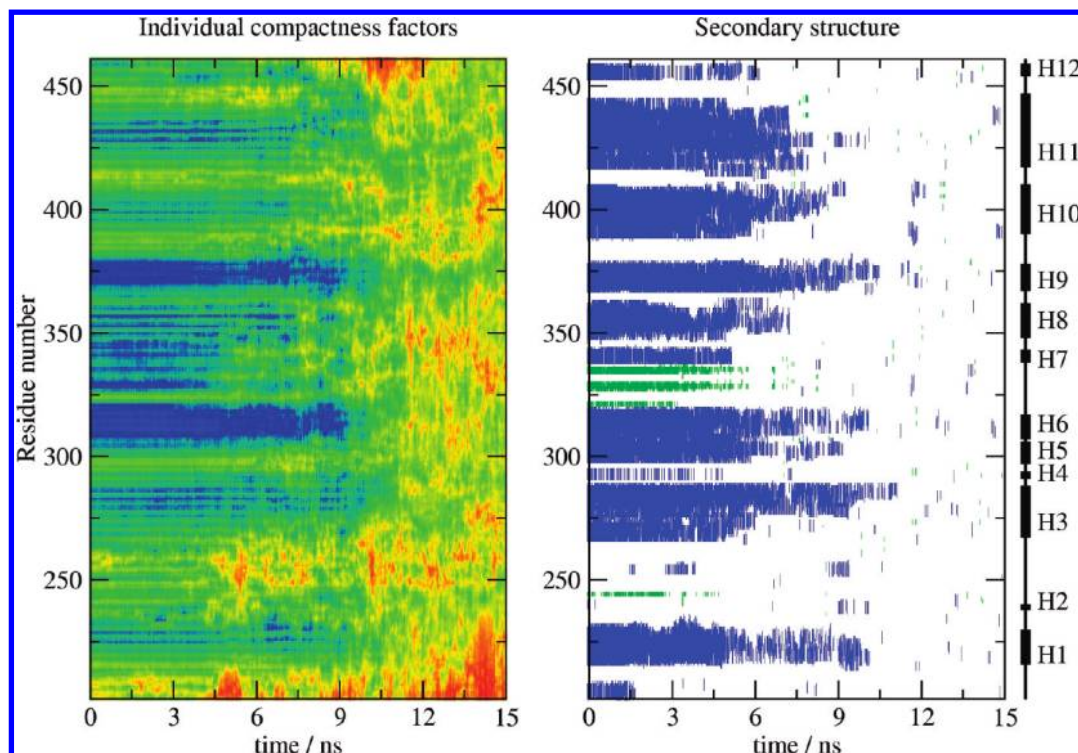 Individual compactness factors
Secondary structure
Residue number
450
400
350
300
250
0 3 6 9 12 15
time / ns
450
400
350
300
250
0 3 6 9 12 15
time / ns
H12
H11
H10
H9
H8
H7
H6
H5
H4
H3
H2
H1